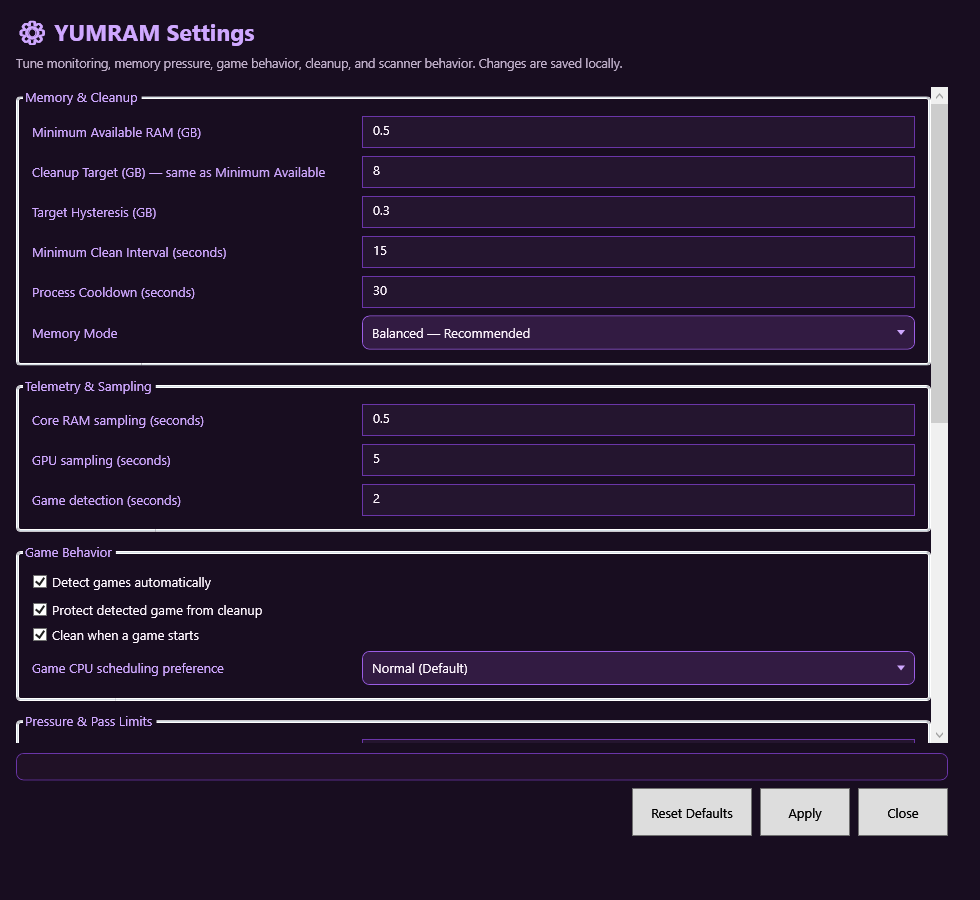 YUMRAM Settings
Tune monitoring, memory pressure, game behavior, cleanup, and scanner behavior. Changes are saved locally.
Memory & Cleanup
Minimum Available RAM (GB)
0.5
Cleanup Target (GB) — same as Minimum Available
8
Target Hysteresis (GB)
0.3
Minimum Clean Interval (seconds)
15
Process Cooldown (seconds)
30
Memory Mode
Balanced — Recommended
Telemetry & Sampling
Core RAM sampling (seconds)
0.5
GPU sampling (seconds)
5
Game detection (seconds)
2
Game Behavior
Detect games automatically
Protect detected game from cleanup
Clean when a game starts
Game CPU scheduling preference
Normal (Default)
Pressure & Pass Limits
Reset Defaults
Apply
Close